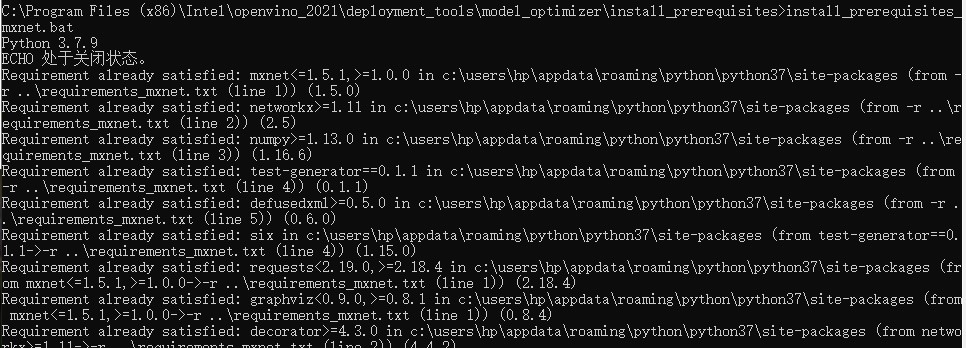 C:\Program Files (x86)\Intel\openvino_2021\deployment_tools\model_optimizer\install_prerequisites>install_prerequisites_
mxnet.bat
Python 3.7.9
ECHO 处于关闭状态。
Requirement already satisfied: mxnet<=1.5.1,>=1.0.0 in c:\users\hp\appdata\roaming\python\python37\site-packages (from -
r ..\requirements_mxnet.txt (line 1)) (1.5.0)
Requirement already satisfied: networkx>=1.11 in c:\users\hp\appdata\roaming\python\python37\site-packages (from -r ..\r
equirements_mxnet.txt (line 2)) (2.5)
Requirement already satisfied: numpy>=1.13.0 in c:\users\hp\appdata\roaming\python\python37\site-packages (from -r ..\re
quirements_mxnet.txt (line 3)) (1.16.6)
Requirement already satisfied: test-generator==0.1.1 in c:\users\hp\appdata\roaming\python\python37\site-packages (from
-r ..\requirements_mxnet.txt (line 4)) (0.1.1)
Requirement already satisfied: defusedxml>=0.5.0 in c:\users\hp\appdata\roaming\python\python37\site-packages (from -r .
.\requirements_mxnet.txt (line 5)) (0.6.0)
Requirement already satisfied: six in c:\users\hp\appdata\roaming\python\python37\site-packages (from test-generator==0.
1.1->-r ..\requirements_mxnet.txt (line 4)) (1.15.0)
Requirement already satisfied: requests<2.19.0,>=2.18.4 in c:\users\hp\appdata\roaming\python\python37\site-packages (fr
om mxnet<=1.5.1,>=1.0.0->-r ..\requirements_mxnet.txt (line 1)) (2.18.4)
Requirement already satisfied: graphviz<0.9.0,>=0.8.1 in c:\users\hp\appdata\roaming\python\python37\site-packages (from
mxnet<=1.5.1,>=1.0.0->-r ..\requirements_mxnet.txt (line 1)) (0.8.4)
Requirement already satisfied: decorator>=4.3.0 in c:\users\hp\appdata\roaming\python\python37\site-packages (from netwo
rkx>=1.11->-r ..\requirements_mxnet.txt (line 2)) (4.4.2)